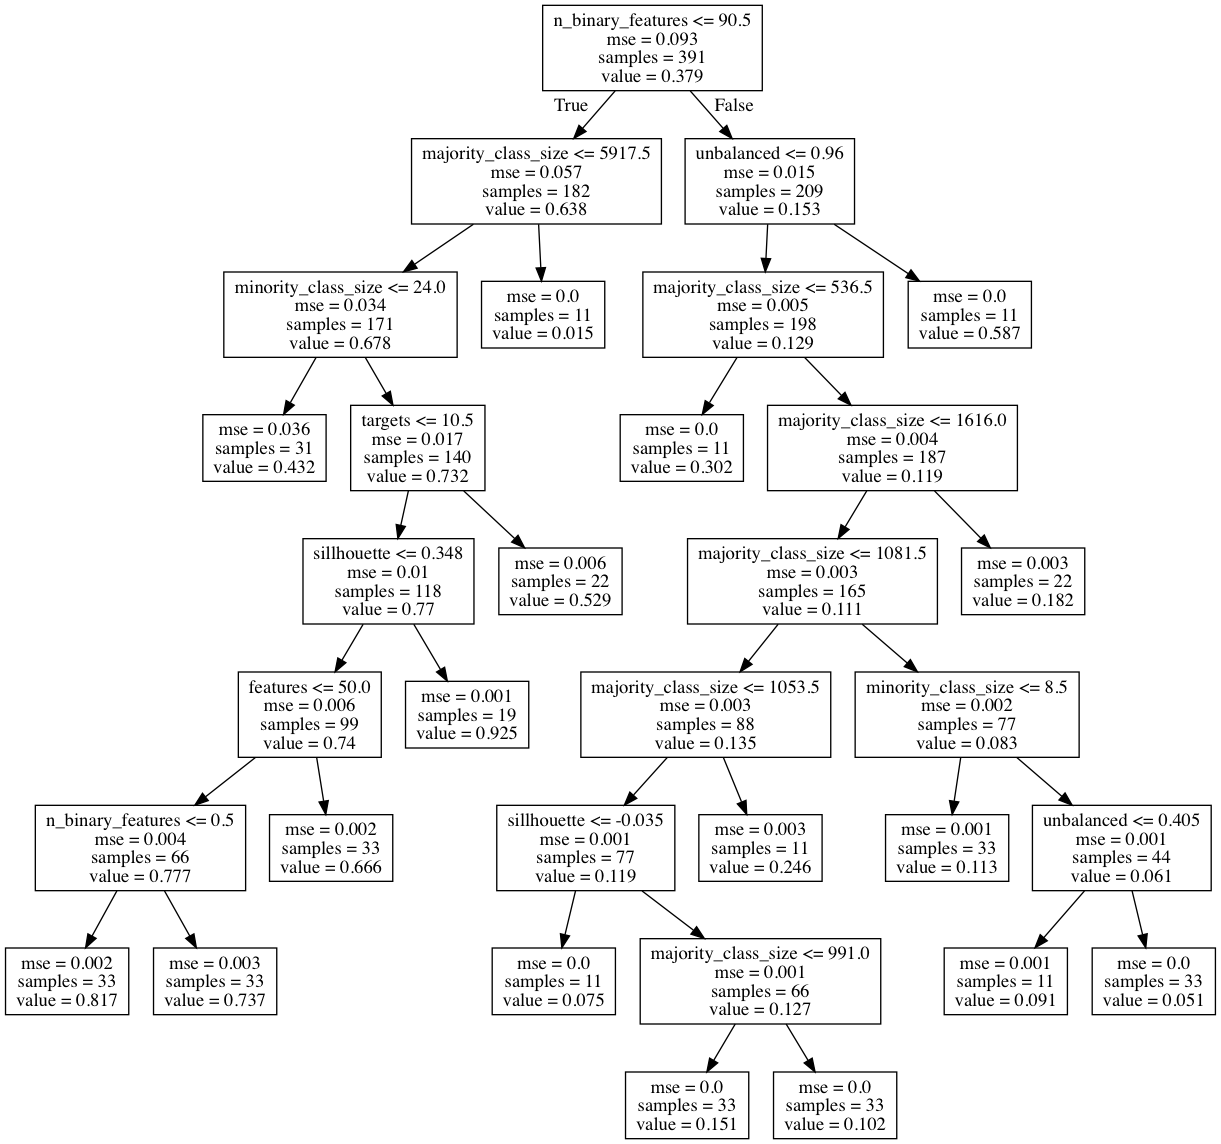 n_binary_features <= 90.5
mse = 0.093
samples = 391
value = 0.379
True
False
majority_class_size <= 5917.5
mse = 0.057
samples = 182
value = 0.638
unbalanced <= 0.96
mse = 0.015
samples = 209
value = 0.153
minority_class_size <= 24.0
mse = 0.034
samples = 171
value = 0.678
mse = 0.0
samples = 11
value = 0.015
majority_class_size <= 536.5
mse = 0.005
samples = 198
value = 0.129
mse = 0.0
samples = 11
value = 0.587
mse = 0.036
samples = 31
value = 0.432
targets <= 10.5
mse = 0.017
samples = 140
value = 0.732
mse = 0.0
samples = 11
value = 0.302
majority_class_size <= 1616.0
mse = 0.004
samples = 187
value = 0.119
sillhouette <= 0.348
mse = 0.01
samples = 118
value = 0.77
mse = 0.006
samples = 22
value = 0.529
majority_class_size <= 1081.5
mse = 0.003
samples = 165
value = 0.111
mse = 0.003
samples = 22
value = 0.182
features <= 50.0
mse = 0.006
samples = 99
value = 0.74
mse = 0.001
samples = 19
value = 0.925
majority_class_size <= 1053.5
mse = 0.003
samples = 88
value = 0.135
minority_class_size <= 8.5
mse = 0.002
samples = 77
value = 0.083
n_binary_features <= 0.5
mse = 0.004
samples = 66
value = 0.777
mse = 0.002
samples = 33
value = 0.666
sillhouette <= -0.035
mse = 0.001
samples = 77
value = 0.119
mse = 0.003
samples = 11
value = 0.246
mse = 0.001
samples = 33
value = 0.113
unbalanced <= 0.405
mse = 0.001
samples = 44
value = 0.061
mse = 0.002
samples = 33
value = 0.817
mse = 0.003
samples = 33
value = 0.737
mse = 0.0
samples = 11
value = 0.075
majority_class_size <= 991.0
mse = 0.001
samples = 66
value = 0.127
mse = 0.001
samples = 11
value = 0.091
mse = 0.0
samples = 33
value = 0.051
mse = 0.0
samples = 33
value = 0.151
mse = 0.0
samples = 33
value = 0.102